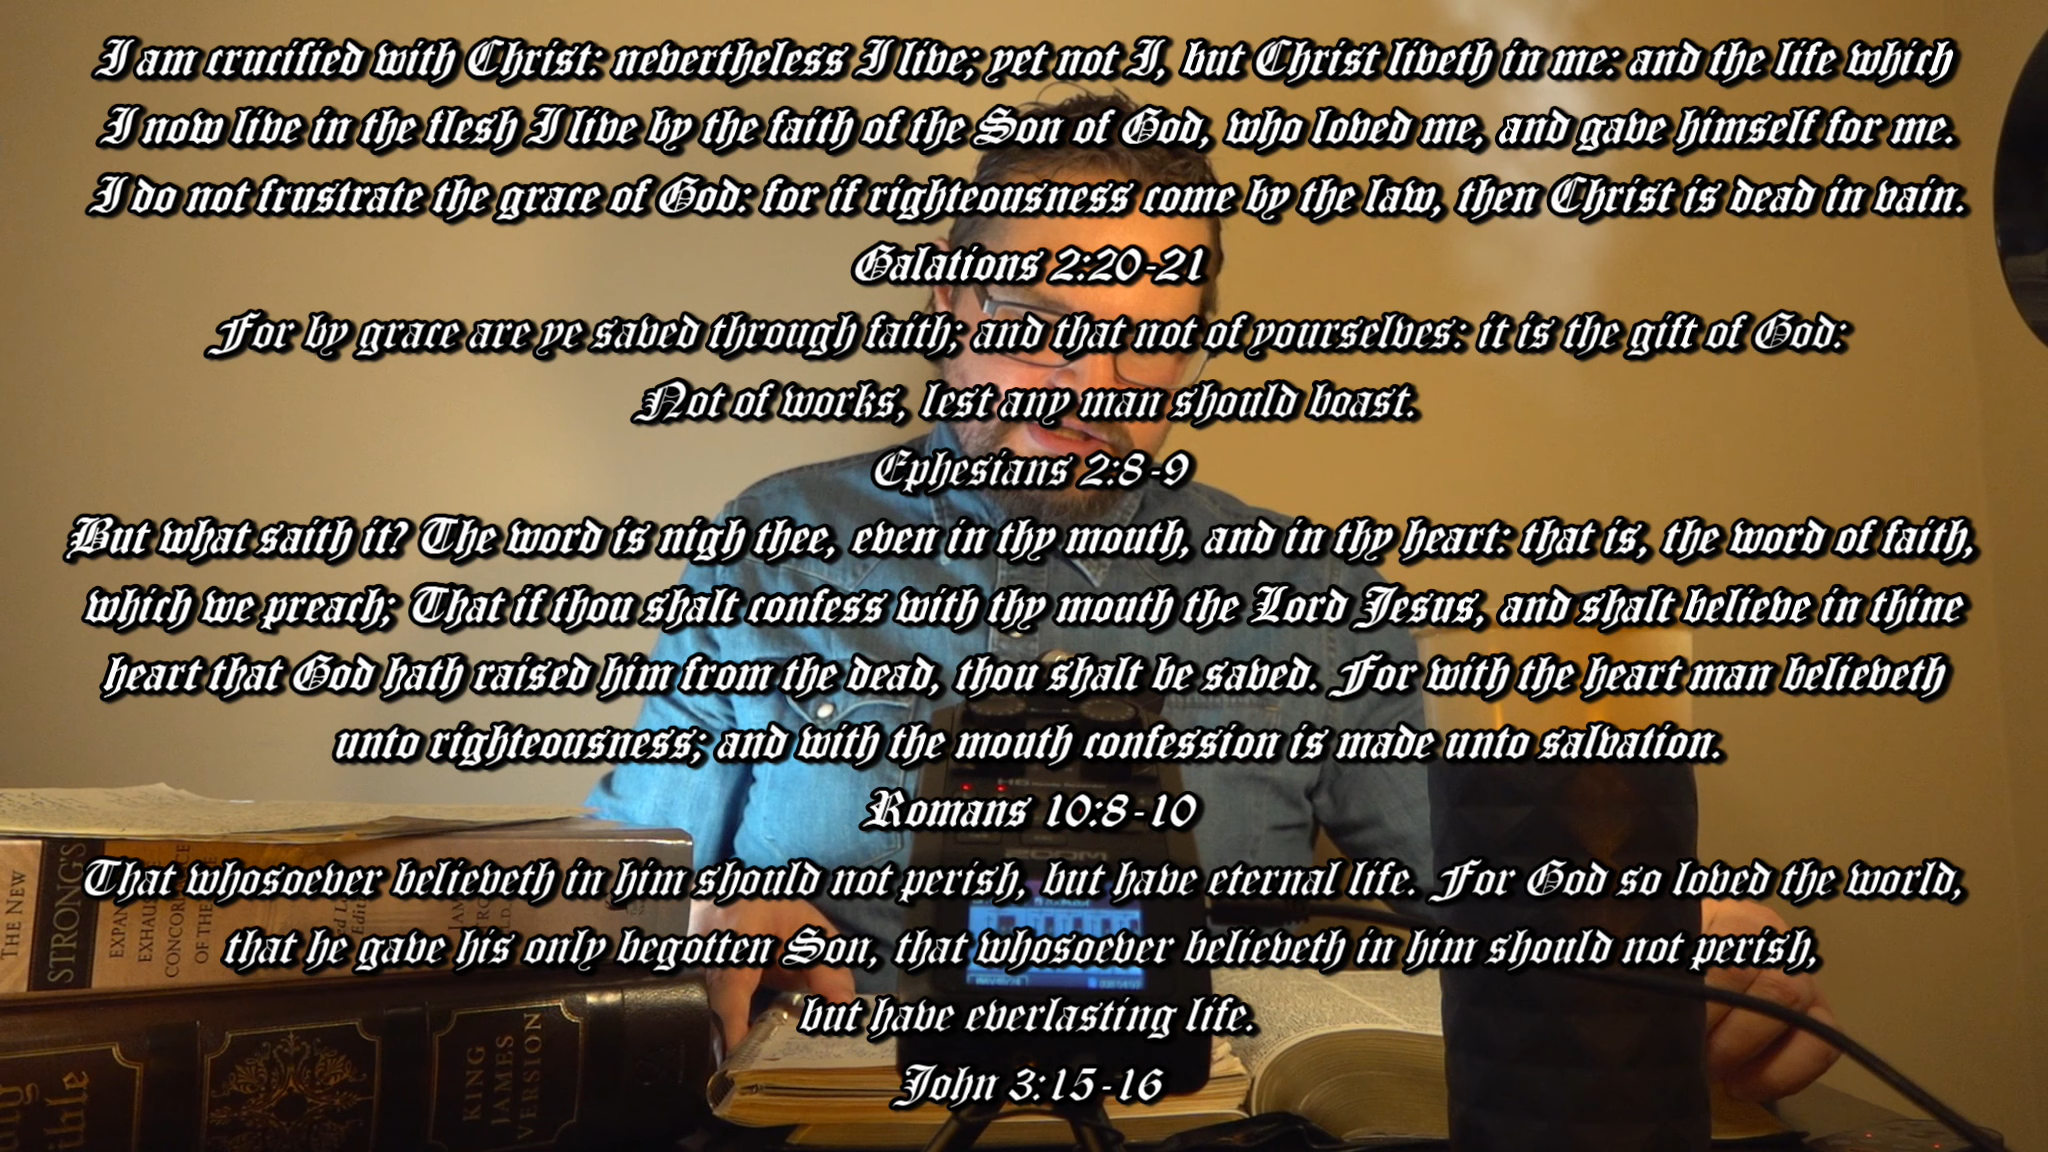 I am crucified with Christ: nevertheless I live; yet not I, but Christ liveth in me: and the life which
I now live in the flesh I live by the faith of the Son of God, who loved me, and gave himself for me.
I do not frustrate the grace of God: for if righteousness come by the law, then Christ is dead in vain.
Galations 2:20-21
For by grace are ye saved through faith; and that not of yourselves: it is the gift of God:
Not of works, lest any man should boast.
Ephesians 2:8-9
But what saith it? The word is nigh thee, even in thy mouth, and in thy heart: that is, the word of faith,
which we preach; That if thou shalt confess with thy mouth the Lord Jesus, and shalt believe in thine
heart that God hath raised him from the dead, thou shalt be saved. For with the heart man believeth
unto righteousness; and with the mouth confession is made unto salvation.
Romans 10:8-10
That whosoever believeth in him should not perish, but have eternal life. For God so loved the world,
that he gave his only begotten Son, that whosoever believeth in him should not perish,
but have everlasting life.
John 3:15-16
H6
zoom
THE NEW
STRONG'S
CONCORDANCE
OF THE
KING
JAMES
VERSION